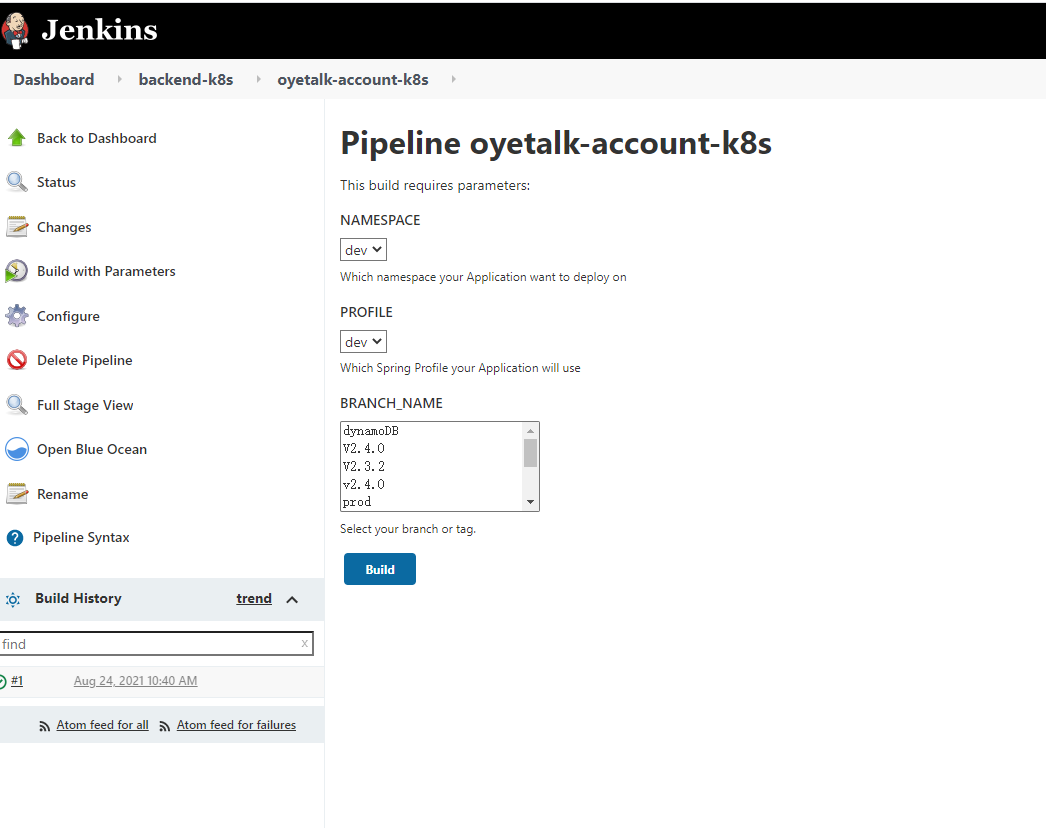 Jenkins
Dashboard
backend-k8s
oyetalk-account-k8s
Back to Dashboard
Status
Changes
Build with Parameters
Configure
Delete Pipeline
Full Stage View
Open Blue Ocean
Rename
Pipeline Syntax
Build History
trend
find
x
#1
Aug 24, 2021 10:40 AM
Atom feed for all
Atom feed for failures
Pipeline oyetalk-account-k8s
This build requires parameters:
NAMESPACE
dev
Which namespace your Application want to deploy on
PROFILE
dev
Which Spring Profile your Application will use
BRANCH_NAME
dynamoDB
V2.4.0
V2.3.2
v2.4.0
prod
Select your branch or tag.
Build